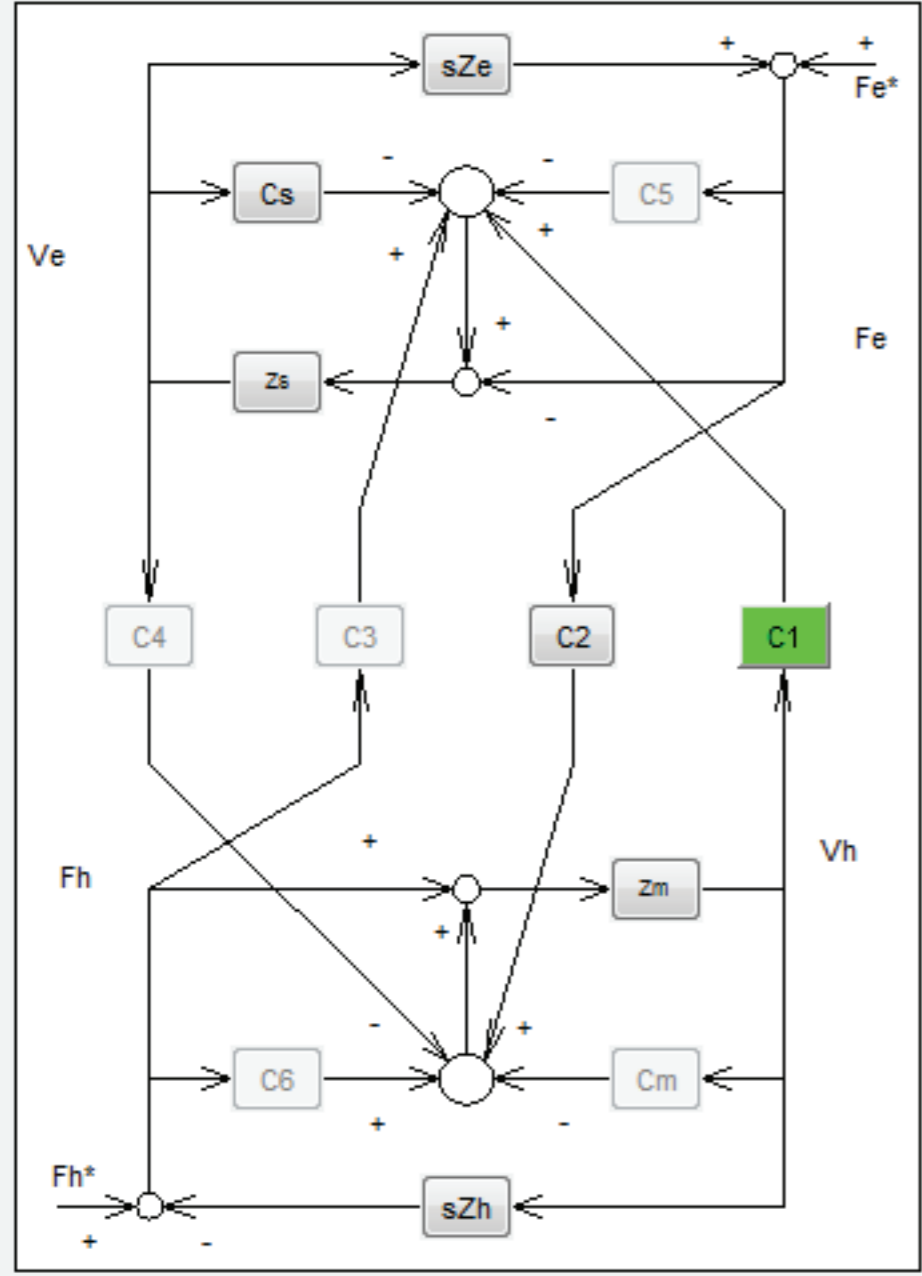 sZe
+
+
Fe*
-
-
Cs
C5
+
+
Ve
+
Fe
Zs
-
C4
C3
C2
C1
+
Vh
Fh
Zm
+
-
+
C6
Cm
+
-
Fh*
sZh
+
-